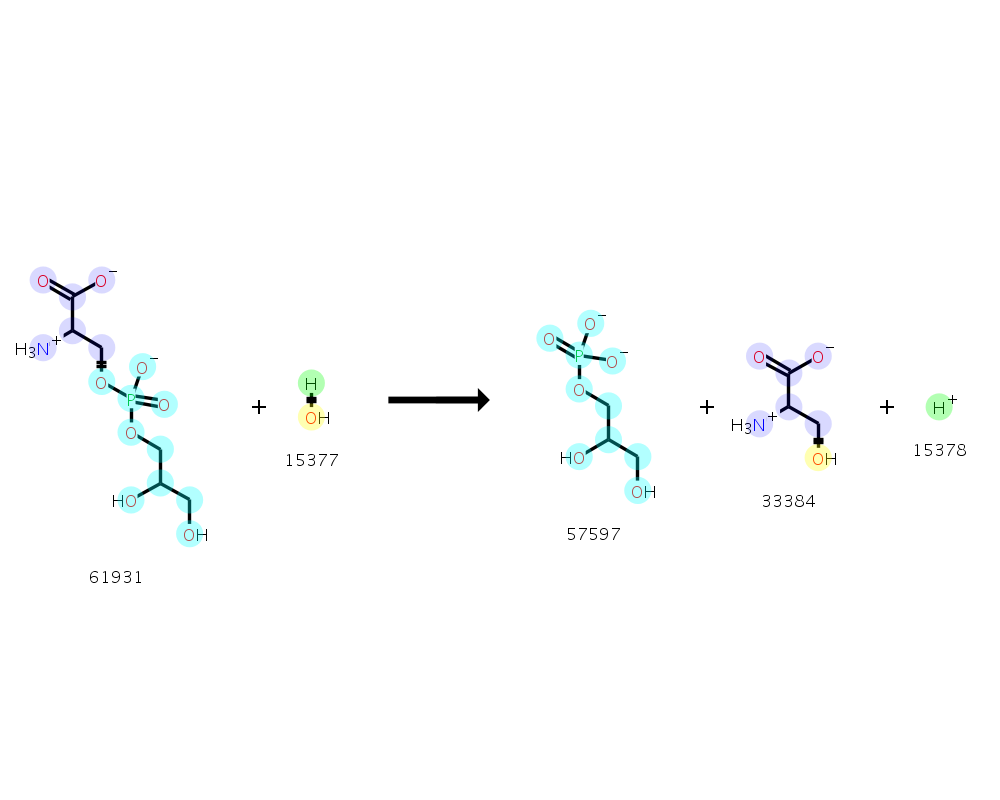 O O⁻
H₃N⁺
O O⁻
P O
O
HO
OH
61931
+
H
OH
15377
O O⁻
P O⁻
O
HO
OH
57597
+
O O⁻
H₃N⁺
OH
33384
+
H⁺
15378